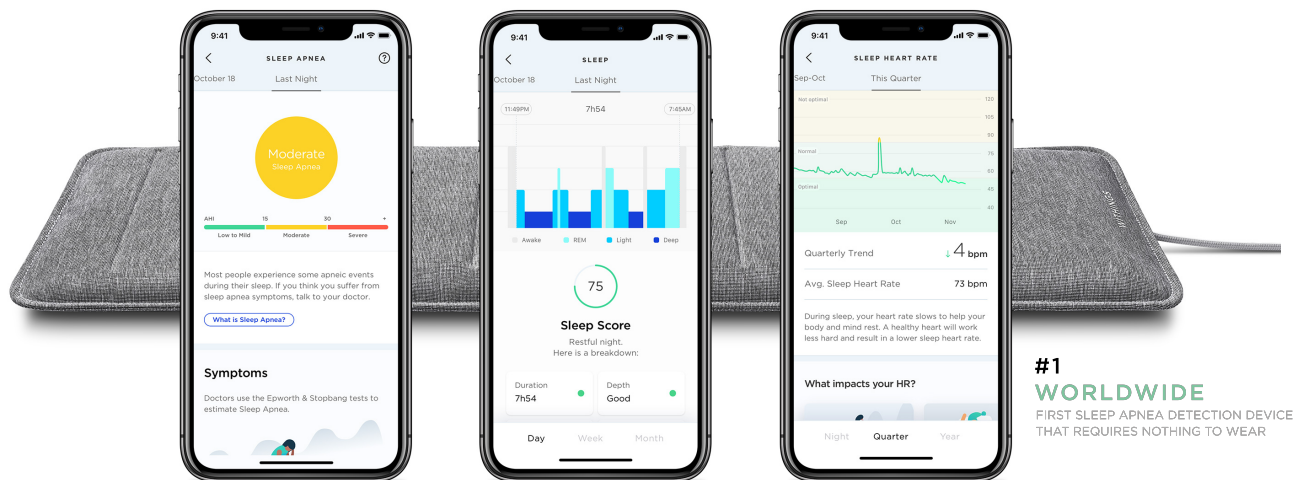 9:41
SLEEP APNEA
?
October 18
Last Night
Moderate
Sleep Apnea
AHI 15 30 +
Low to Mild Moderate Severe
Most people experience some apneic events
during their sleep. If you think you suffer from
sleep apnea symptoms, talk to your doctor.
What is Sleep Apnea?
Symptoms
Doctors use the Epworth & Stopbang tests to
estimate Sleep Apnea.
9:41
SLEEP
October 18
Last Night
11:49PM 7h54 7:45AM
Awake REM Light Deep
75
Sleep Score
Restful night.
Here is a breakdown:
Duration
7h54
Depth
Good
Day Week Month
9:41
SLEEP HEART RATE
Sep-Oct
This Quarter
Not optimal
120
105
90
Normal
76
60
Optimal
45
40
Sep Oct Nov
Quarterly Trend ↓ 4 bpm
Avg. Sleep Heart Rate 73 bpm
During sleep, your heart rate slows to help your
body and mind rest. A healthy heart will work
less hard and result in a lower sleep heart rate.
What impacts your HR?
Night Quarter Year
#1
WORLDWIDE
FIRST SLEEP APNEA DETECTION DEVICE
THAT REQUIRES NOTHING TO WEAR